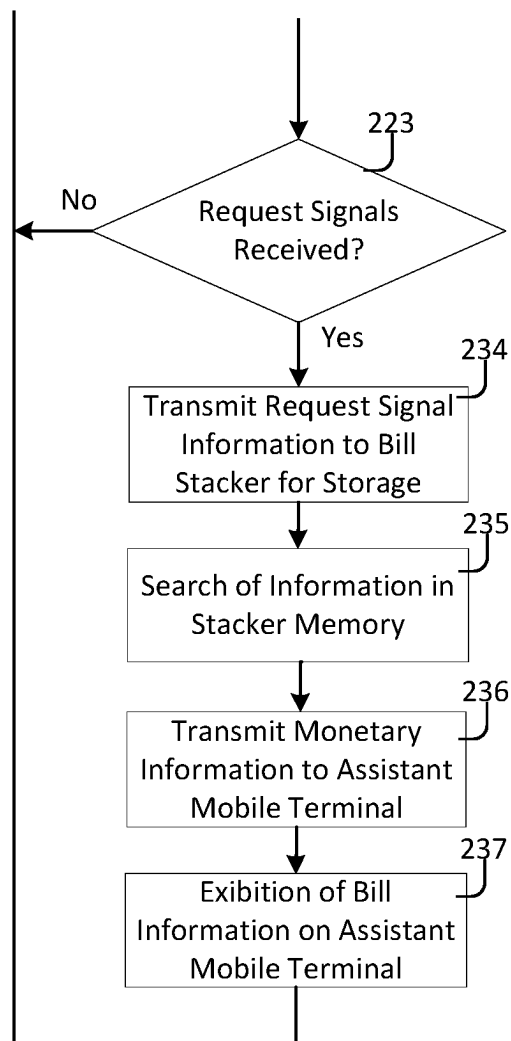 223
No
Request Signals
Received?
Yes
234
Transmit Request Signal
Information to Bill
Stacker for Storage
235
Search of Information in
Stacker Memory
236
Transmit Monetary
Information to Assistant
Mobile Terminal
237
Exibition of Bill
Information on Assistant
Mobile Terminal